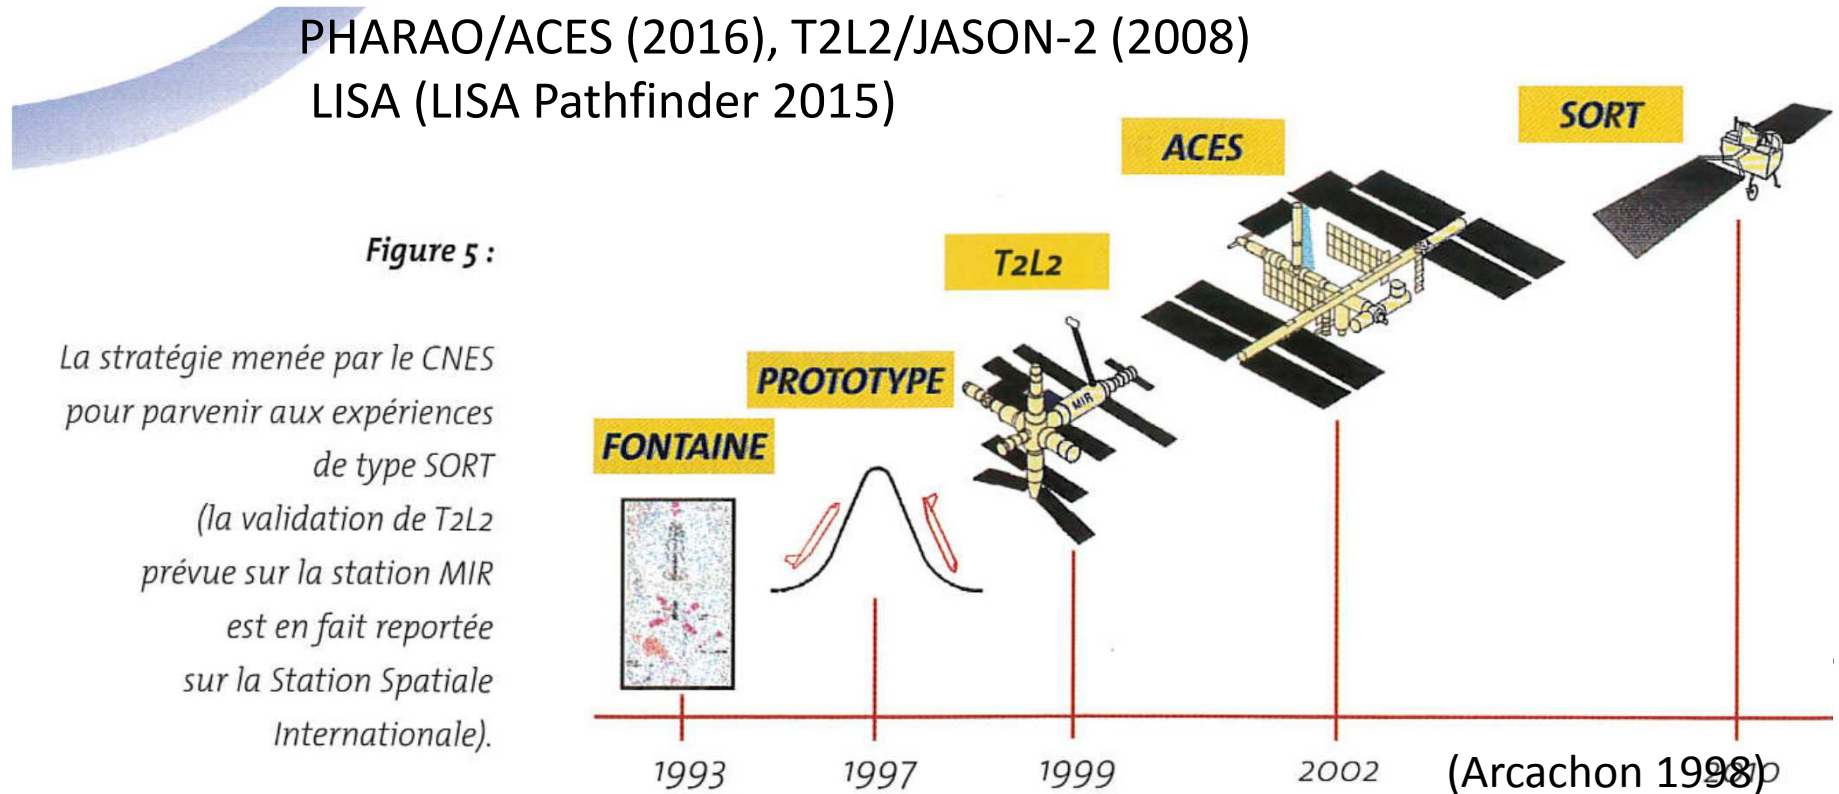 PHARAO/ACES (2016), T2L2/JASON-2 (2008)
LISA (LISA Pathfinder 2015)
SORT
ACES
Figure 5 :
T2L2
La stratégie menée par le CNES
pour parvenir aux expériences
de type SORT
(la validation de T2L2
prévue sur la station MIR
est en fait reportée
sur la Station Spatiale
Internationale).
PROTOTYPE
MIR
FONTAINE
1993 1997 1999 2002 2010
(Arcachon 1998)